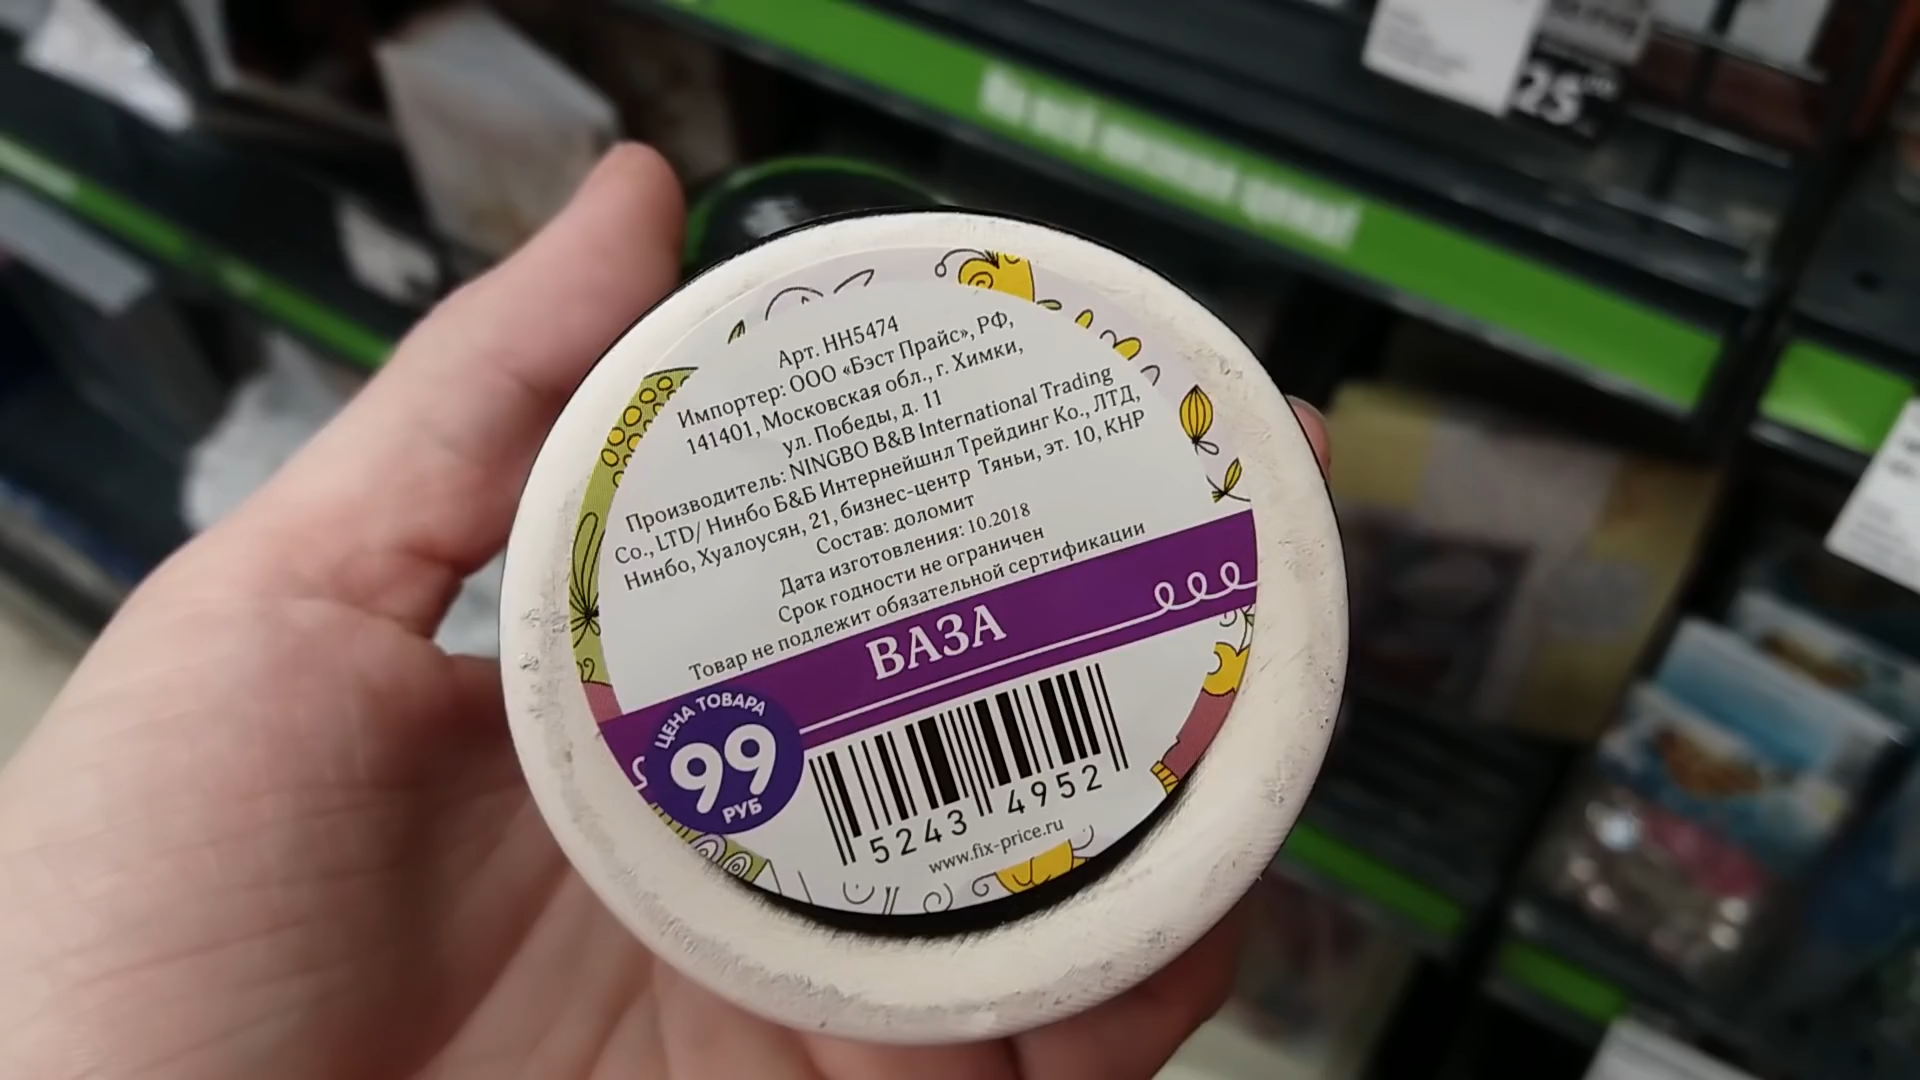 25
Арт. НН5474
Импортер: ООО «Бэст Прайс», РФ,
141401, Московская обл., г. Химки,
ул. Победы, д. 11
Производитель: NINGBO B&B International Trading
Co., LTD/ Нинбо Б&Б Интернейшнл Трейдинг Ко., ЛТД,
Нинбо, Хуалоусян, 21, бизнес-центр Тяньи, эт. 10, КНР
Состав: доломит
Дата изготовления: 10.2018
Срок годности не ограничен
Товар не подлежит обязательной сертификации
ВАЗА
ЦЕНА ТОВАРА
99
РУБ
5243 4952
www.fix-price.ru